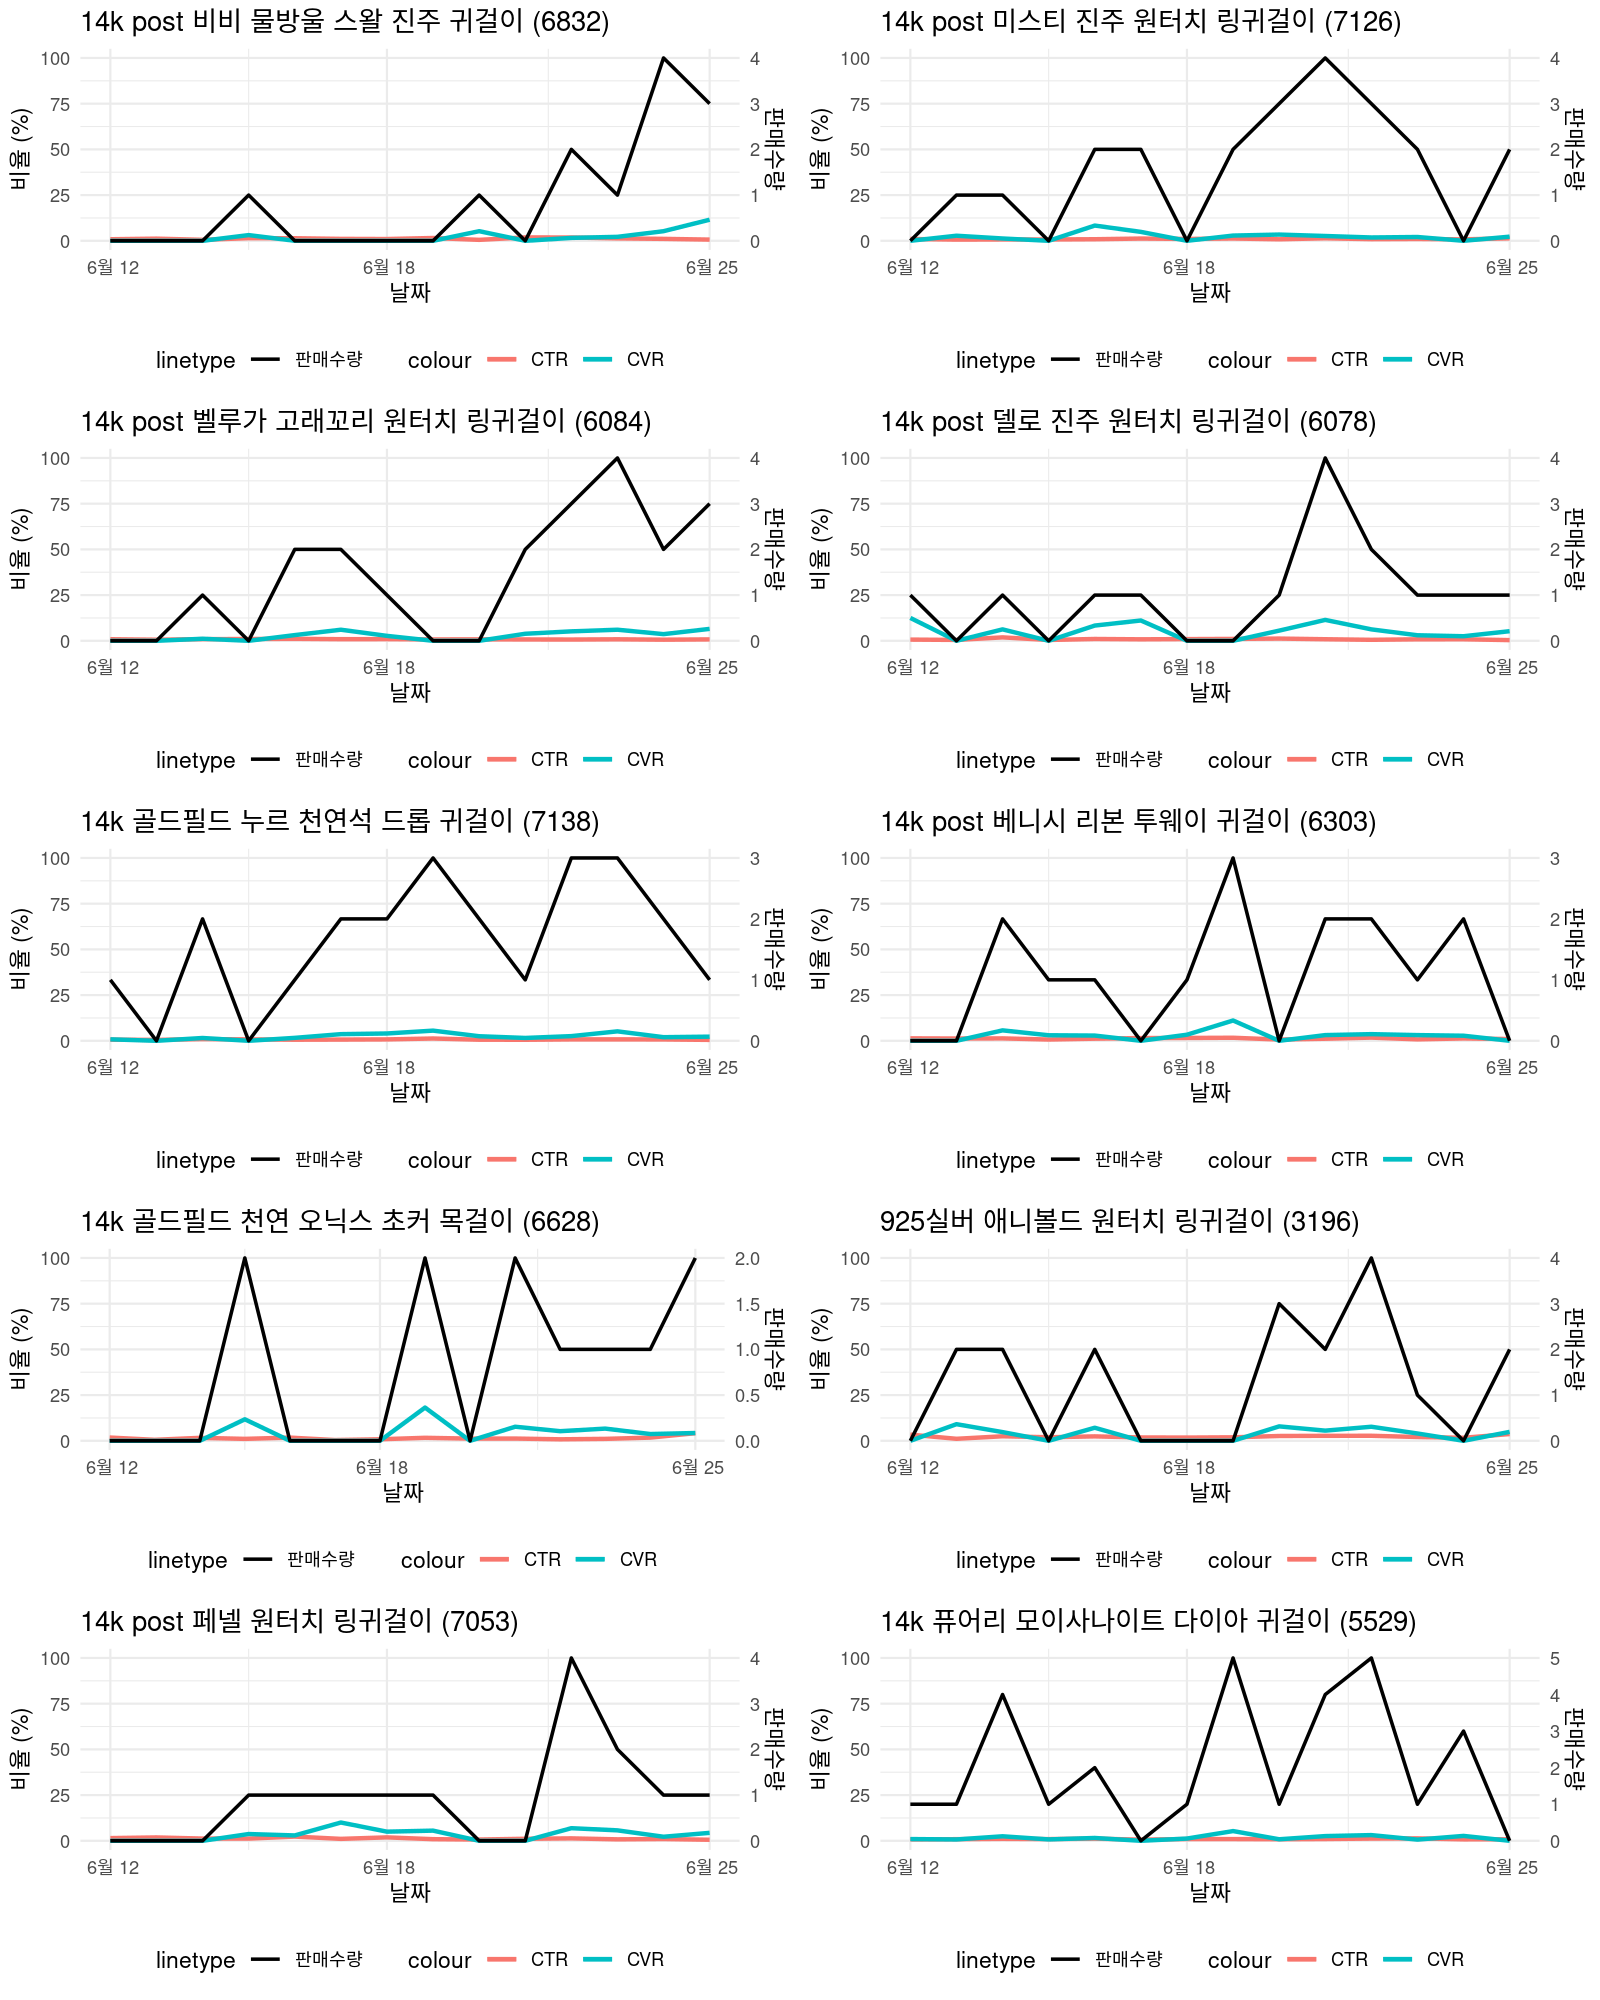 14k post 비비 물방울 스왈 진주 귀걸이 (6832)
100
75
50
25
0
비율 (%)
4
3
2
1
0
판매수량
6월 12
6월 18
6월 25
날짜
linetype 판매수량 colour CTR CVR
14k post 미스티 진주 원터치 링귀걸이 (7126)
100
75
50
25
0
비율 (%)
4
3
2
1
0
판매수량
6월 12
6월 18
6월 25
날짜
linetype 판매수량 colour CTR CVR
14k post 벨루가 고래꼬리 원터치 링귀걸이 (6084)
100
75
50
25
0
비율 (%)
4
3
2
1
0
판매수량
6월 12
6월 18
6월 25
날짜
linetype 판매수량 colour CTR CVR
14k post 델로 진주 원터치 링귀걸이 (6078)
100
75
50
25
0
비율 (%)
4
3
2
1
0
판매수량
6월 12
6월 18
6월 25
날짜
linetype 판매수량 colour CTR CVR
14k 골드필드 누르 천연석 드롭 귀걸이 (7138)
100
75
50
25
0
비율 (%)
3
2
1
0
판매수량
6월 12
6월 18
6월 25
날짜
linetype 판매수량 colour CTR CVR
14k post 베니시 리본 투웨이 귀걸이 (6303)
100
75
50
25
0
비율 (%)
3
2
1
0
판매수량
6월 12
6월 18
6월 25
날짜
linetype 판매수량 colour CTR CVR
14k 골드필드 천연 오닉스 초커 목걸이 (6628)
100
75
50
25
0
비율 (%)
2.0
1.5
1.0
0.5
0.0
판매수량
6월 12
6월 18
6월 25
날짜
linetype 판매수량 colour CTR CVR
925실버 애니볼드 원터치 링귀걸이 (3196)
100
75
50
25
0
비율 (%)
4
3
2
1
0
판매수량
6월 12
6월 18
6월 25
날짜
linetype 판매수량 colour CTR CVR
14k post 페넬 원터치 링귀걸이 (7053)
100
75
50
25
0
비율 (%)
4
3
2
1
0
판매수량
6월 12
6월 18
6월 25
날짜
linetype 판매수량 colour CTR CVR
14k 퓨어리 모이사나이트 다이아 귀걸이 (5529)
100
75
50
25
0
비율 (%)
5
4
3
2
1
0
판매수량
6월 12
6월 18
6월 25
날짜
linetype 판매수량 colour CTR CVR